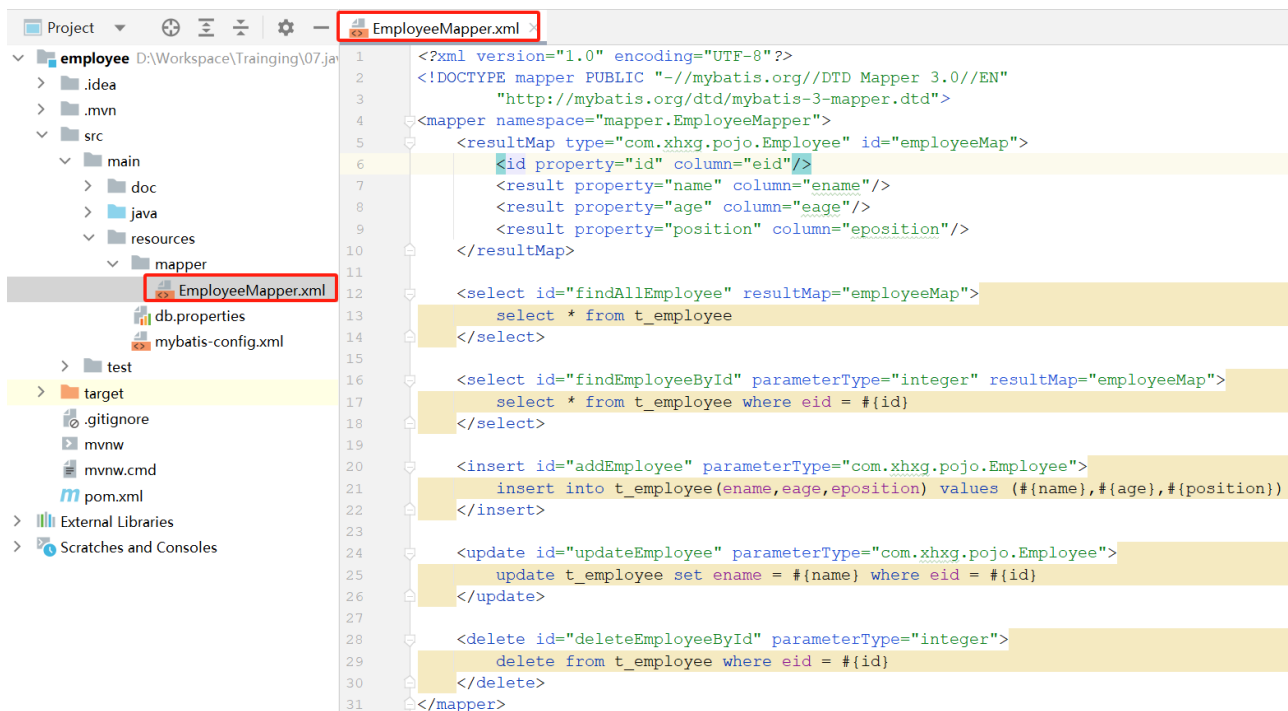 Project
employee D:\Workspace\Trainging\07.jav
.idea
.mvn
src
main
doc
java
resources
mapper
EmployeeMapper.xml
db.properties
mybatis-config.xml
test
target
.gitignore
mvnw
mvnw.cmd
pom.xml
External Libraries
Scratches and Consoles
EmployeeMapper.xml
1 <?xml version="1.0" encoding="UTF-8"?>
2 <!DOCTYPE mapper PUBLIC "-//mybatis.org//DTD Mapper 3.0//EN"
3 "http://mybatis.org/dtd/mybatis-3-mapper.dtd">
4 <mapper namespace="mapper.EmployeeMapper">
5 <resultMap type="com.xhxg.pojo.Employee" id="employeeMap">
6 <id property="id" column="eid"/>
7 <result property="name" column="ename"/>
8 <result property="age" column="eage"/>
9 <result property="position" column="eposition"/>
10 </resultMap>
11
12 <select id="findAllEmployee" resultMap="employeeMap">
13 select * from t_employee
14 </select>
15
16 <select id="findEmployeeById" parameterType="integer" resultMap="employeeMap">
17 select * from t_employee where eid = #{id}
18 </select>
19
20 <insert id="addEmployee" parameterType="com.xhxg.pojo.Employee">
21 insert into t_employee(ename,eage,eposition) values (#{name},#{age},#{position})
22 </insert>
23
24 <update id="updateEmployee" parameterType="com.xhxg.pojo.Employee">
25 update t_employee set ename = #{name} where eid = #{id}
26 </update>
27
28 <delete id="deleteEmployeeById" parameterType="integer">
29 delete from t_employee where eid = #{id}
30 </delete>
31 </mapper>